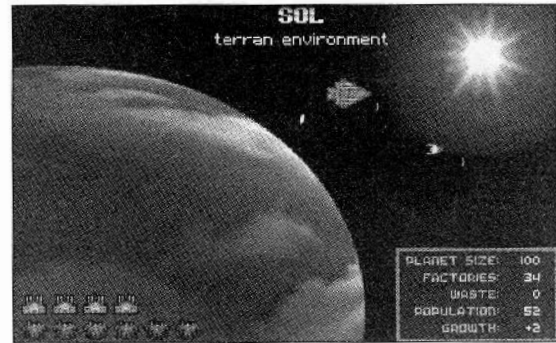 SOL
terran environment
PLANET SIZE: 100
FACTORIES: 34
WASTE: 0
POPULATION: 52
GROWTH: +2